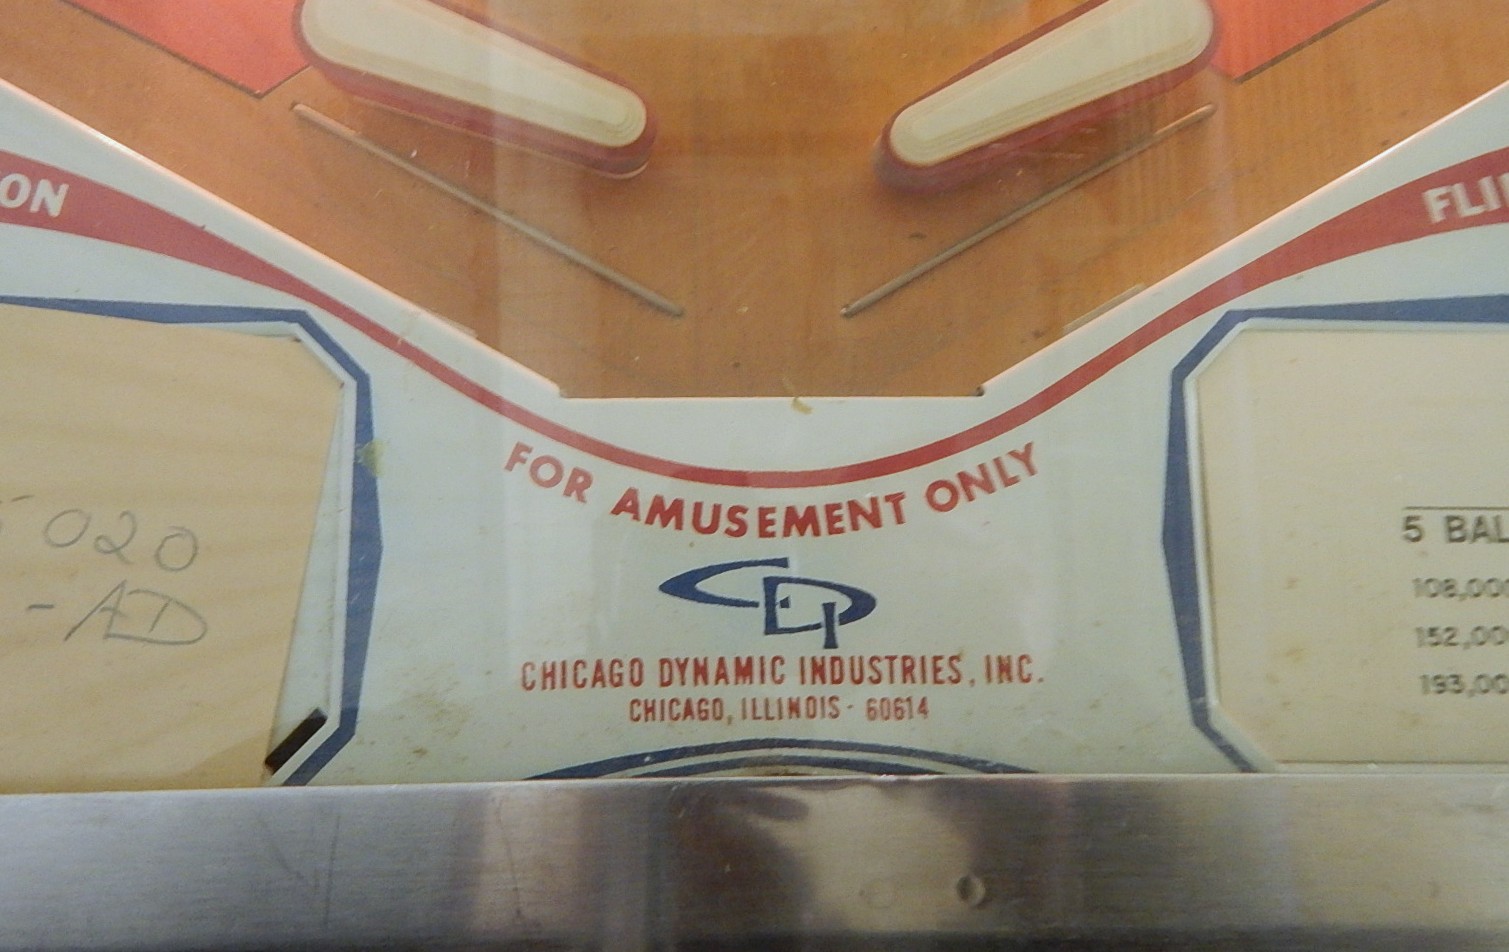 ON
FLI
FOR AMUSEMENT ONLY
CDI
CHICAGO DYNAMIC INDUSTRIES, INC.
CHICAGO, ILLINOIS - 60614
020
-AD
5 BAL
108,000
152,00
193,00